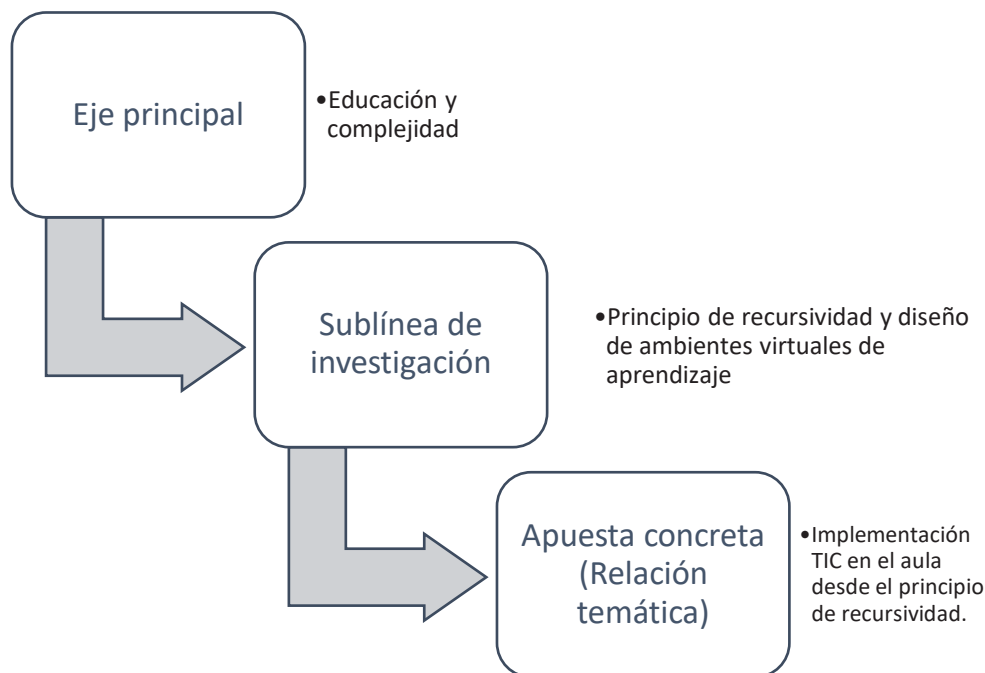 Eje principal
•Educación y
complejidad
Sublínea de
investigación
•Principio de recursividad y diseño
de ambientes virtuales de
aprendizaje
Apuesta concreta
(Relación
temática)
•Implementación
TIC en el aula
desde el principio
de recursividad.